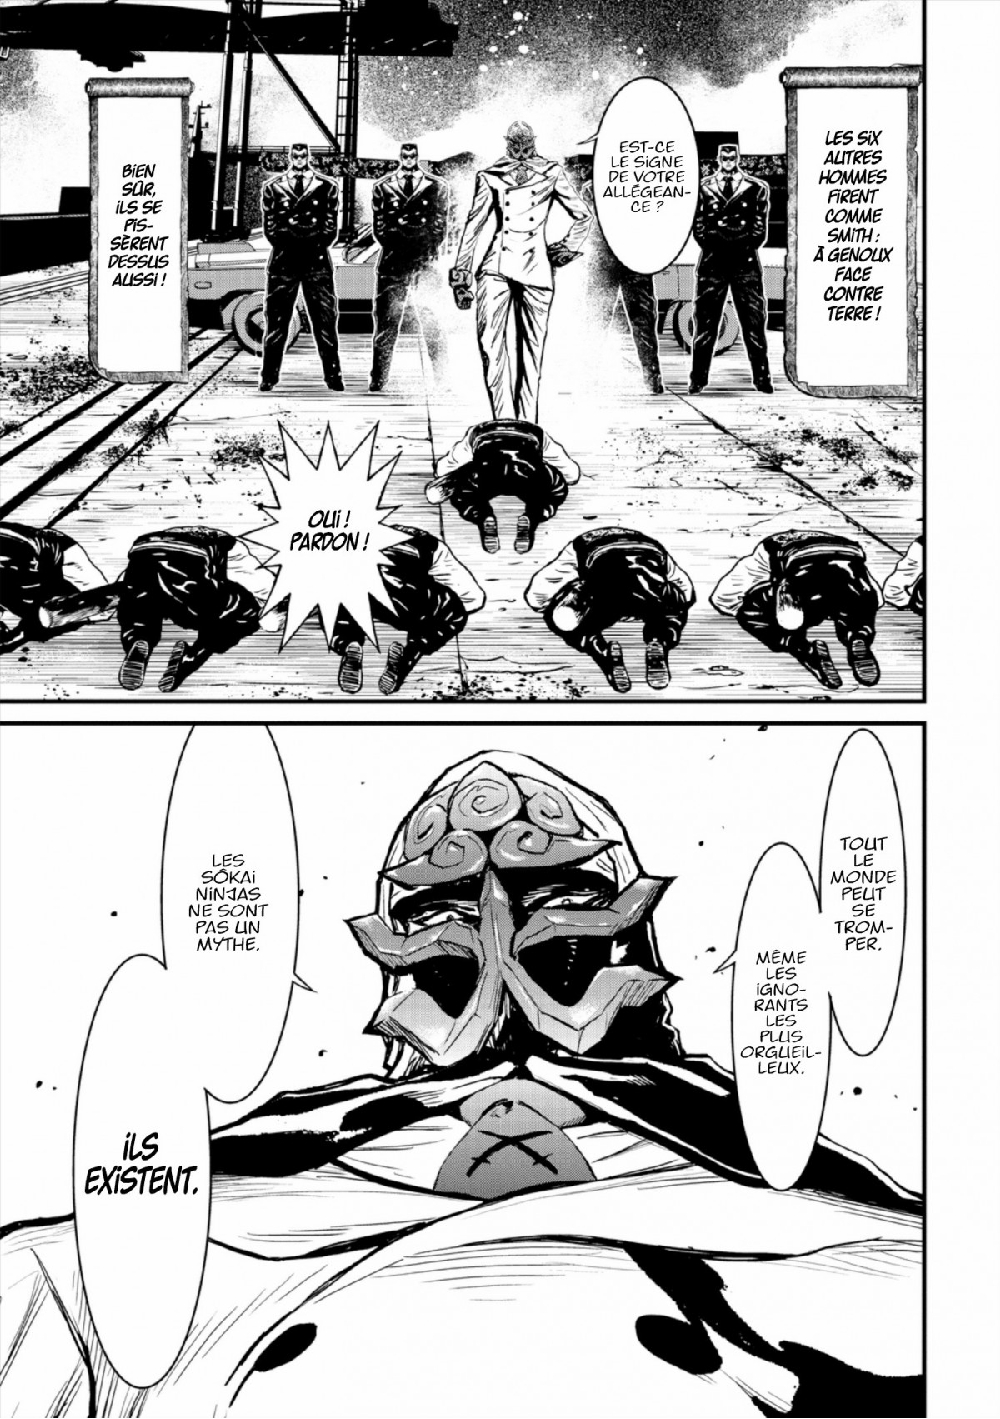 LES SIX
AUTRES
HOMMES
FIRENT
COMME
SMITH :
À GENOUX
FACE
CONTRE
TERRE !
EST-CE
LE SIGNE
DE VOTRE
ALLÉGEAN-
CE ?
BIEN
SÛR,
ILS SE
PIS-
SÈRENT
DESSUS
AUSSI !
OUI !
PARDON !
TOUT
LE
MONDE
PEUT
SE
TROM-
PER.
MÊME
LES
IGNO-
RANTS
LES
PLUS
ORGUEIL-
LEUX.
LES
SÔKAI
NINJAS
NE SONT
PAS UN
MYTHE.
ILS
EXISTENT.